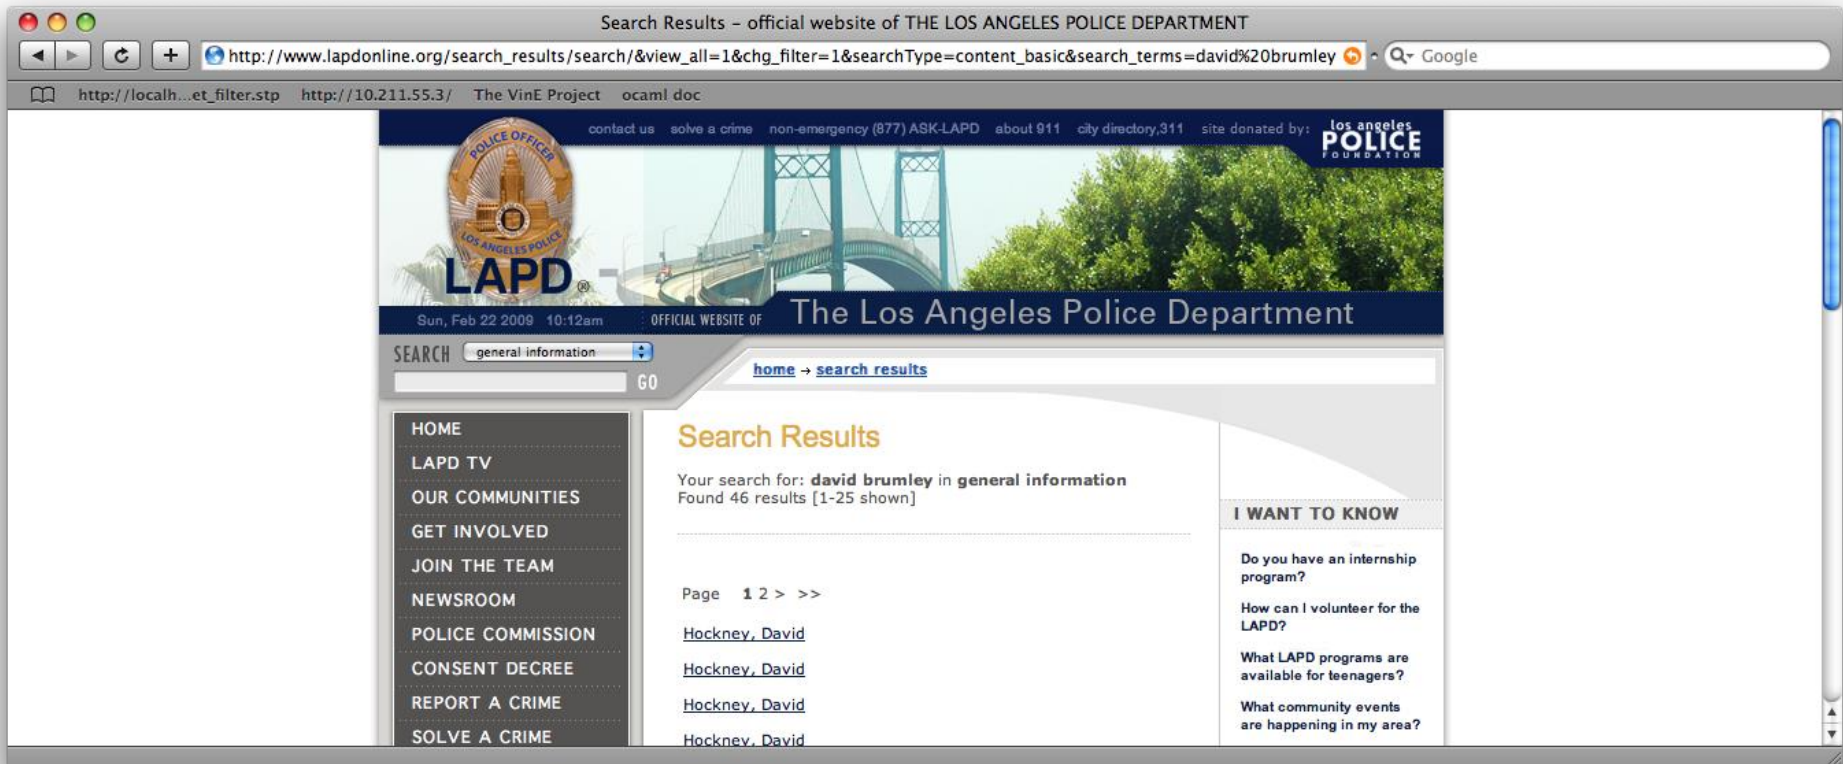 Search Results – official website of THE LOS ANGELES POLICE DEPARTMENT
http://www.lapdonline.org/search_results/search/&view_all=1&chg_filter=1&searchType=content_basic&search_terms=david%20brumley
Google
http://localh...et_filter.stp http://10.211.55.3/ The VinE Project ocaml doc
contact us solve a crime non-emergency (877) ASK-LAPD about 911 city directory,311 site donated by:
los angeles
POLICE
FOUNDATION
POLICE OFFICER
LOS ANGELES POLICE
LAPD®
Sun, Feb 22 2009 10:12am
OFFICIAL WEBSITE OF The Los Angeles Police Department
SEARCH general information
GO
home → search results
HOME
LAPD TV
OUR COMMUNITIES
GET INVOLVED
JOIN THE TEAM
NEWSROOM
POLICE COMMISSION
CONSENT DECREE
REPORT A CRIME
SOLVE A CRIME
Search Results
Your search for: david brumley in general information
Found 46 results [1-25 shown]
Page 1 2 > >>
Hockney, David
Hockney, David
Hockney, David
Hockney, David
I WANT TO KNOW
Do you have an internship
program?
How can I volunteer for the
LAPD?
What LAPD programs are
available for teenagers?
What community events
are happening in my area?